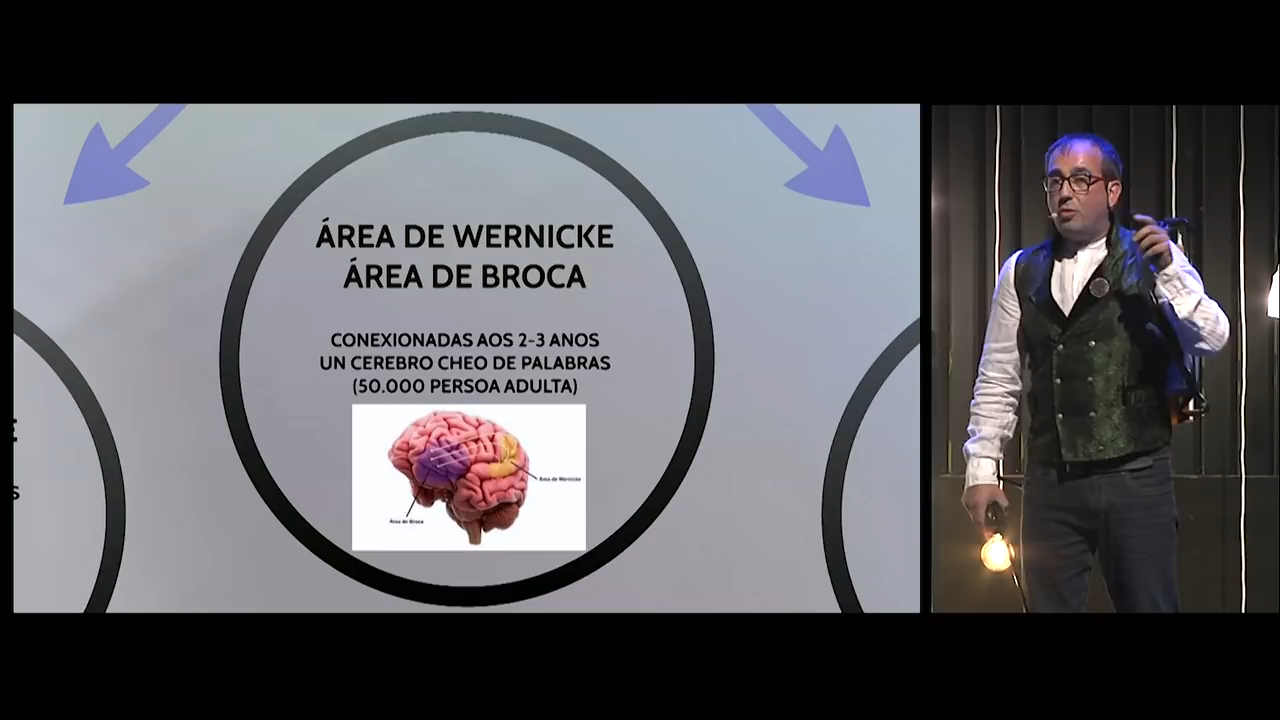 ÁREA DE WERNICKE
ÁREA DE BROCA
CONEXIONADAS AOS 2-3 ANOS
UN CEREBRO CHEO DE PALABRAS
(50.000 PERSOA ADULTA)
Área de Wernicke
Área de Broca